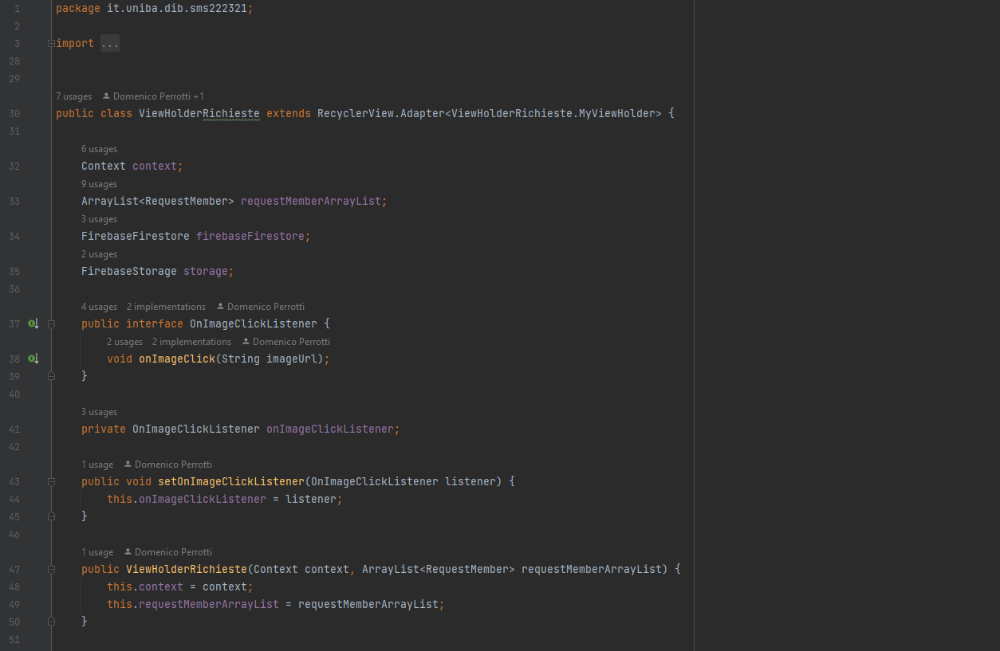 1 package it.uniba.dib.sms222321;
2
3 import ...
28
29
7 usages Domenico Perrotti +1
30 public class ViewHolderRichieste extends RecyclerView.Adapter<ViewHolderRichieste.MyViewHolder> {
31
6 usages
32 Context context;
9 usages
33 ArrayList<RequestMember> requestMemberArrayList;
3 usages
34 FirebaseFirestore firebaseFirestore;
2 usages
35 FirebaseStorage storage;
36
4 usages 2 implementations Domenico Perrotti
37 public interface OnImageClickListener {
2 usages 2 implementations Domenico Perrotti
38 void onImageClick(String imageUrl);
39 }
40
3 usages
41 private OnImageClickListener onImageClickListener;
42
1 usage Domenico Perrotti
43 public void setOnImageClickListener(OnImageClickListener listener) {
44 this.onImageClickListener = listener;
45 }
46
1 usage Domenico Perrotti
47 public ViewHolderRichieste(Context context, ArrayList<RequestMember> requestMemberArrayList) {
48 this.context = context;
49 this.requestMemberArrayList = requestMemberArrayList;
50 }
51